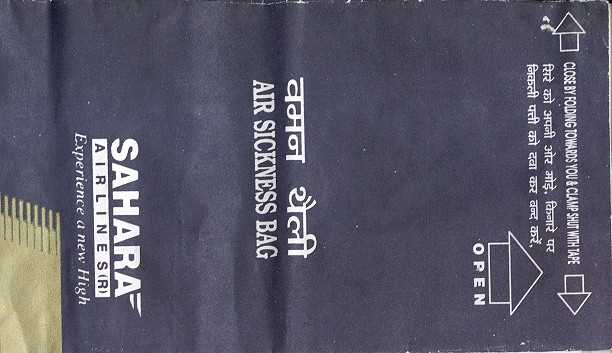 CLOSE BY FOLDING TOWARDS YOU & CLAMP SHUT WITH TAPE
सिरे को अपनी ओर मोड़े, किनारे पर
निकली पत्ती को दबा कर बन्द करें.
OPEN
वमन थैली
AIR SICKNESS BAG
SAHARA
AIRLINES(R)
Experience a new High